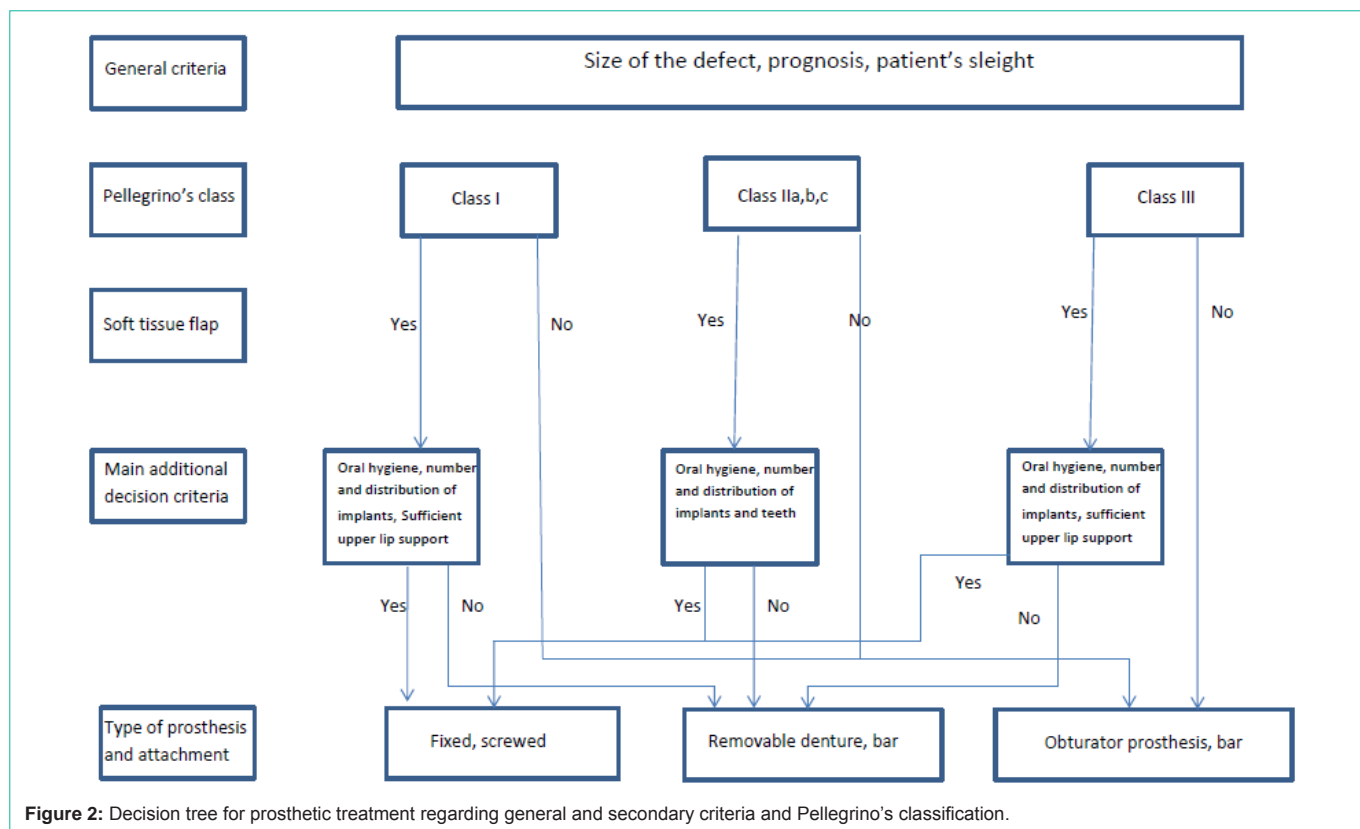 General criteria
Size of the defect, prognosis, patient's sleight
Pellegrino's class
Class I
Class IIa,b,c
Class III
Soft tissue flap
Yes
No
Yes
No
Yes
No
Main additional
decision criteria
Oral hygiene, number
and distribution of
implants, Sufficient
upper lip support
Oral hygiene, number
and distribution of
implants and teeth
Oral hygiene, number
and distribution of
implants, sufficient
upper lip support
Yes
No
Yes
No
Yes
No
Type of prosthesis
and attachment
Fixed, screwed
Removable denture, bar
Obturator prosthesis, bar
Figure 2: Decision tree for prosthetic treatment regarding general and secondary criteria and Pellegrino's classification.